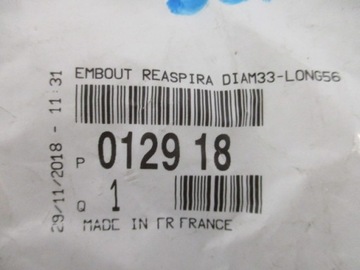 EMBOUT REASPIRA DIAM33-LONG56
29/11/2018 - 11:31
P 0129 18
Q 1
MADE IN FR FRANCE